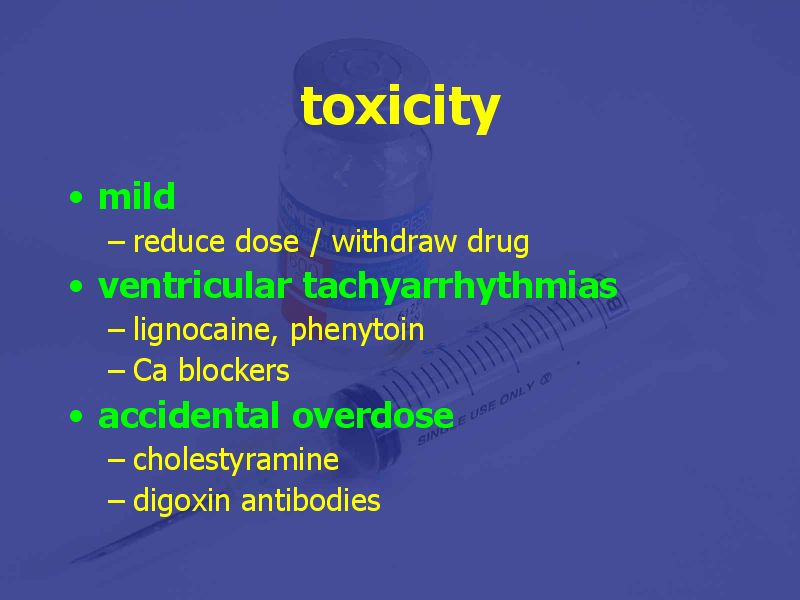 toxicity
• mild
– reduce dose / withdraw drug
• ventricular tachyarrhythmias
– lignocaine, phenytoin
– Ca blockers
• accidental overdose
– cholestyramine
– digoxin antibodies
SINGLE USE ONLY